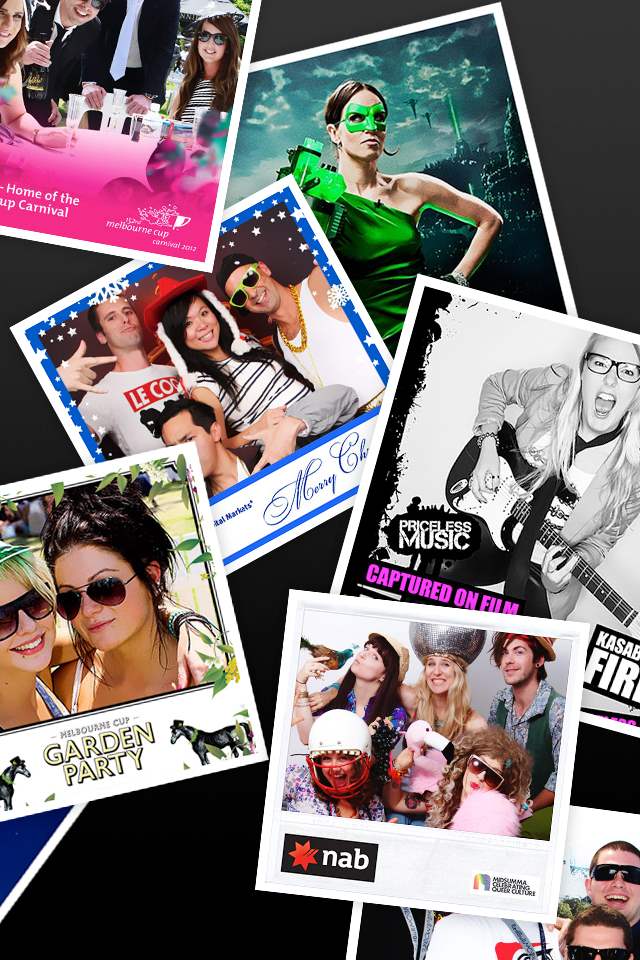 – Home of the
up Carnival
152nd
melbourne cup
carnival 2012
LE COQ
ital Markets
Merry Ch
PRICELESS
MUSIC
CAPTURED ON FILM
KASAB
FIR
MELBOURNE CUP
GARDEN
PARTY
nab
MIDSUMMA
CELEBRATING
QUEER CULTURE